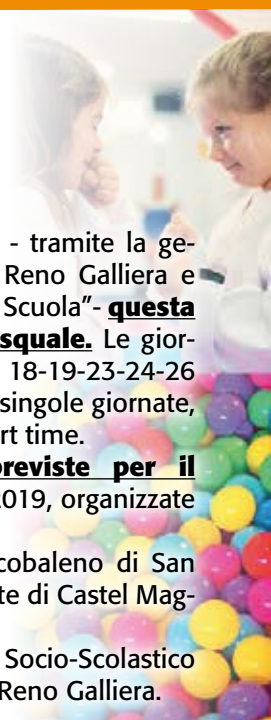 - tramite la ge-
Reno Galliera e
Scuola”- questa
squale. Le gior-
18-19-23-24-26
singole giornate,
rt time.
previste per il
2019, organizzate
cobaleno di San
te di Castel Mag-
Socio-Scolastico
Reno Galliera.